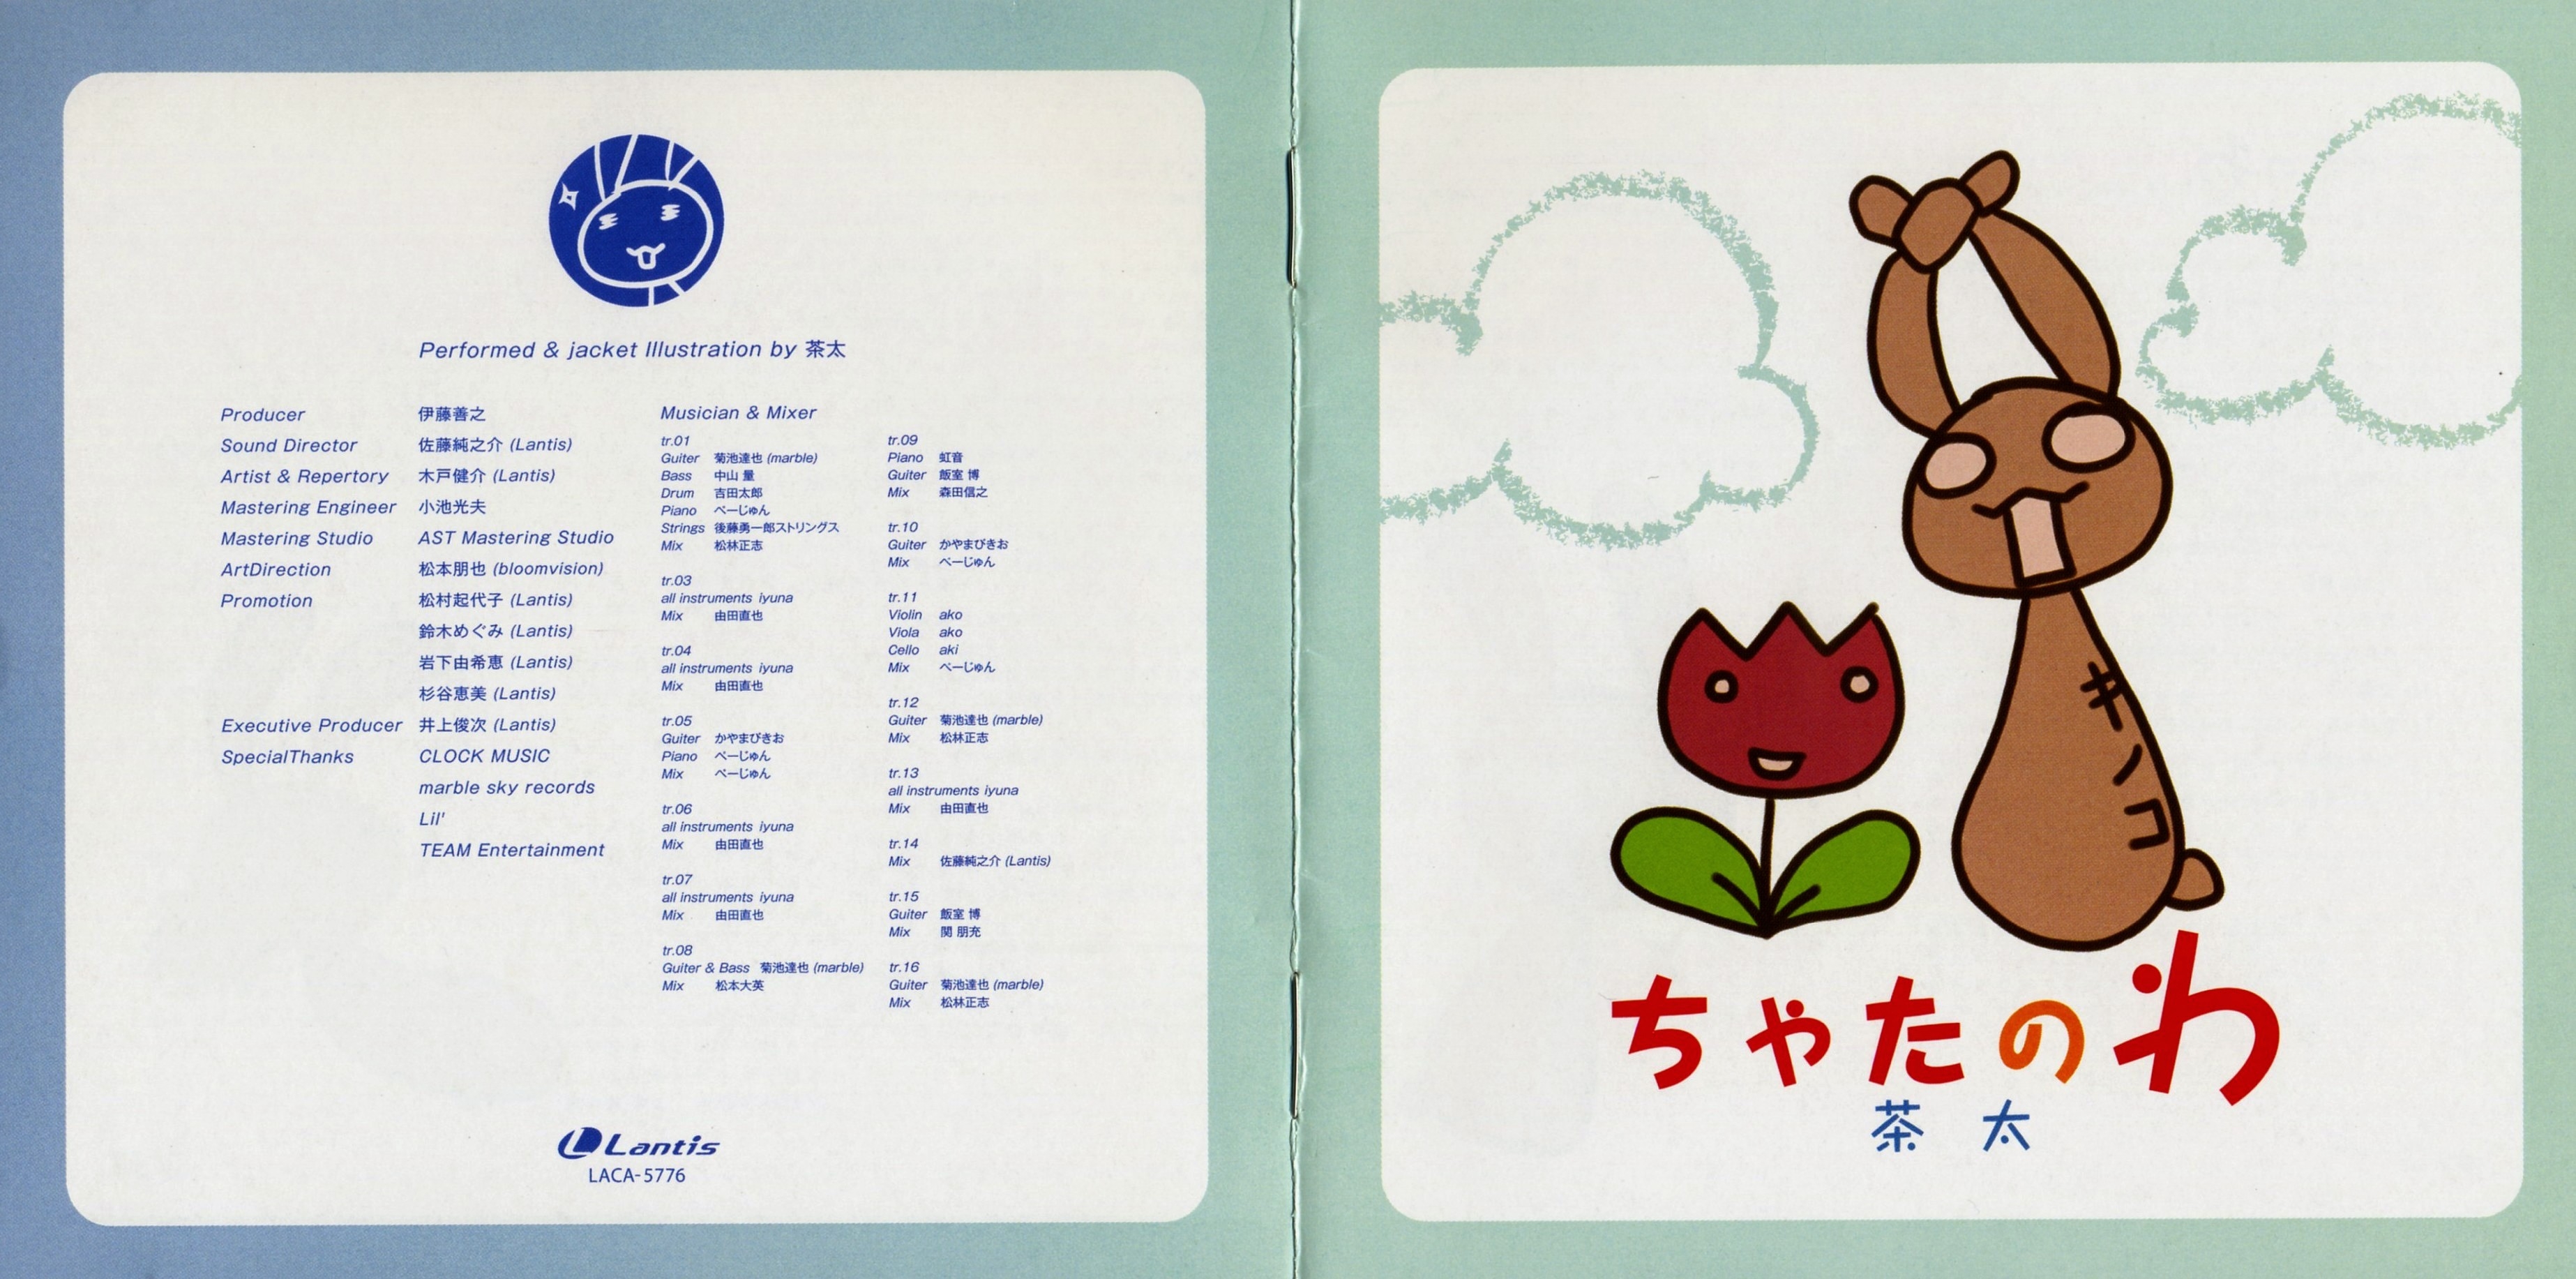 Performed & jacket Illustration by 茶太
Producer 伊藤善之
Sound Director 佐藤純之介 (Lantis)
Artist & Repertory 木戸健介 (Lantis)
Mastering Engineer 小池光夫
Mastering Studio AST Mastering Studio
ArtDirection 松本朋也 (bloomvision)
Promotion 松村起代子 (Lantis)
鈴木めぐみ (Lantis)
岩下由希恵 (Lantis)
杉谷恵美 (Lantis)
Executive Producer 井上俊次 (Lantis)
SpecialThanks CLOCK MUSIC
marble sky records
Lil'
TEAM Entertainment
Musician & Mixer
tr.01
Guiter 菊池達也 (marble)
Bass 中山 量
Drum 吉田太郎
Piano ぺーじゅん
Strings 後藤勇一郎ストリングス
Mix 松林正志
tr.03
all instruments iyuna
Mix 由田直也
tr.04
all instruments iyuna
Mix 由田直也
tr.05
Guiter かやまびきお
Piano ぺーじゅん
Mix ぺーじゅん
tr.06
all instruments iyuna
Mix 由田直也
tr.07
all instruments iyuna
Mix 由田直也
tr.08
Guiter & Bass 菊池達也 (marble)
Mix 松本大英
tr.09
Piano 虹音
Guiter 飯室 博
Mix 森田信之
tr.10
Guiter かやまびきお
Mix ぺーじゅん
tr.11
Violin ako
Viola ako
Cello aki
Mix ぺーじゅん
tr.12
Guiter 菊池達也 (marble)
Mix 松林正志
tr.13
all instruments iyuna
Mix 由田直也
tr.14
Mix 佐藤純之介 (Lantis)
tr.15
Guiter 飯室 博
Mix 関 朋充
tr.16
Guiter 菊池達也 (marble)
Mix 松林正志
Lantis
LACA-5776
キノコ
ちゃたのわ
茶太